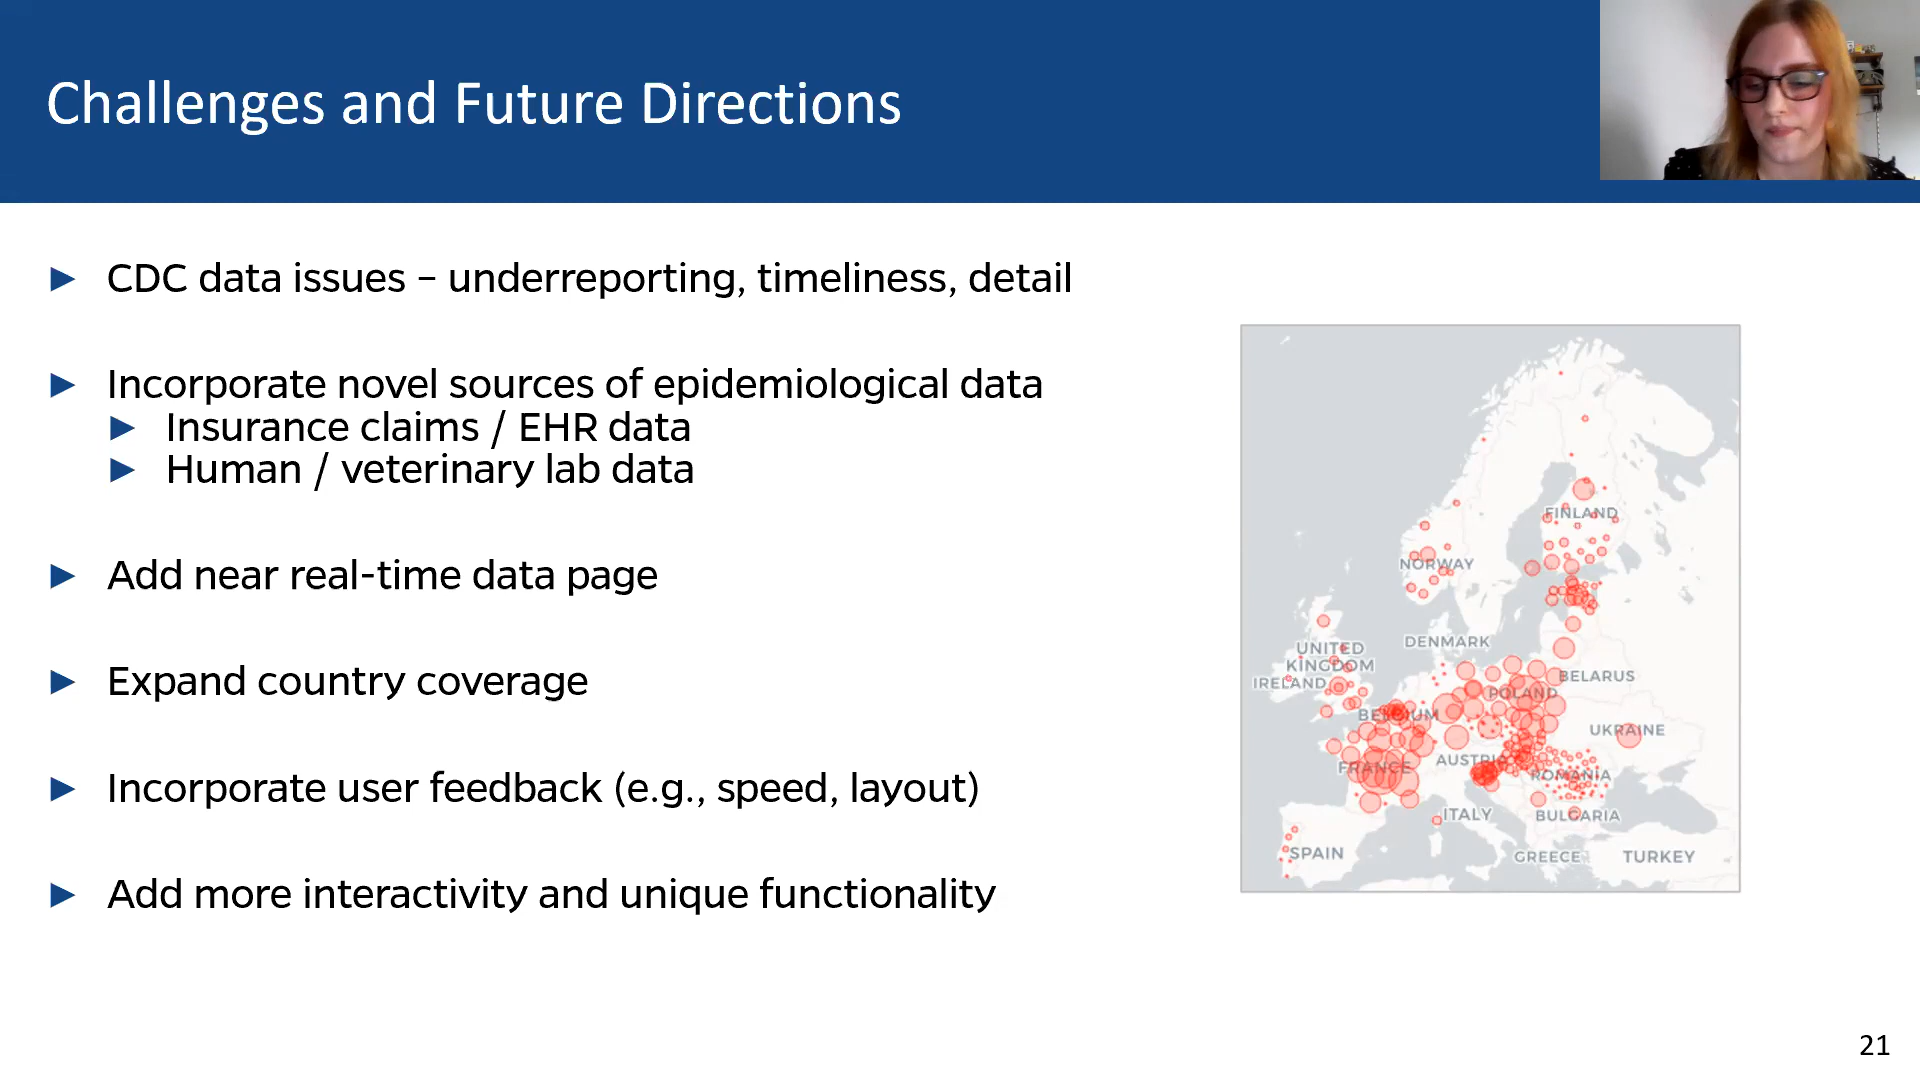 Challenges and Future Directions
► CDC data issues – underreporting, timeliness, detail
► Incorporate novel sources of epidemiological data
► Insurance claims / EHR data
► Human / veterinary lab data
► Add near real-time data page
► Expand country coverage
► Incorporate user feedback (e.g., speed, layout)
► Add more interactivity and unique functionality
FINLAND
NORWAY
DENMARK
UNITED
KINGDOM
IRELAND
BELARUS
POLAND
BELGIUM
UKRAINE
AUSTRIA
FRANCE
ROMANIA
ITALY
BULGARIA
SPAIN
GREECE
TURKEY
21